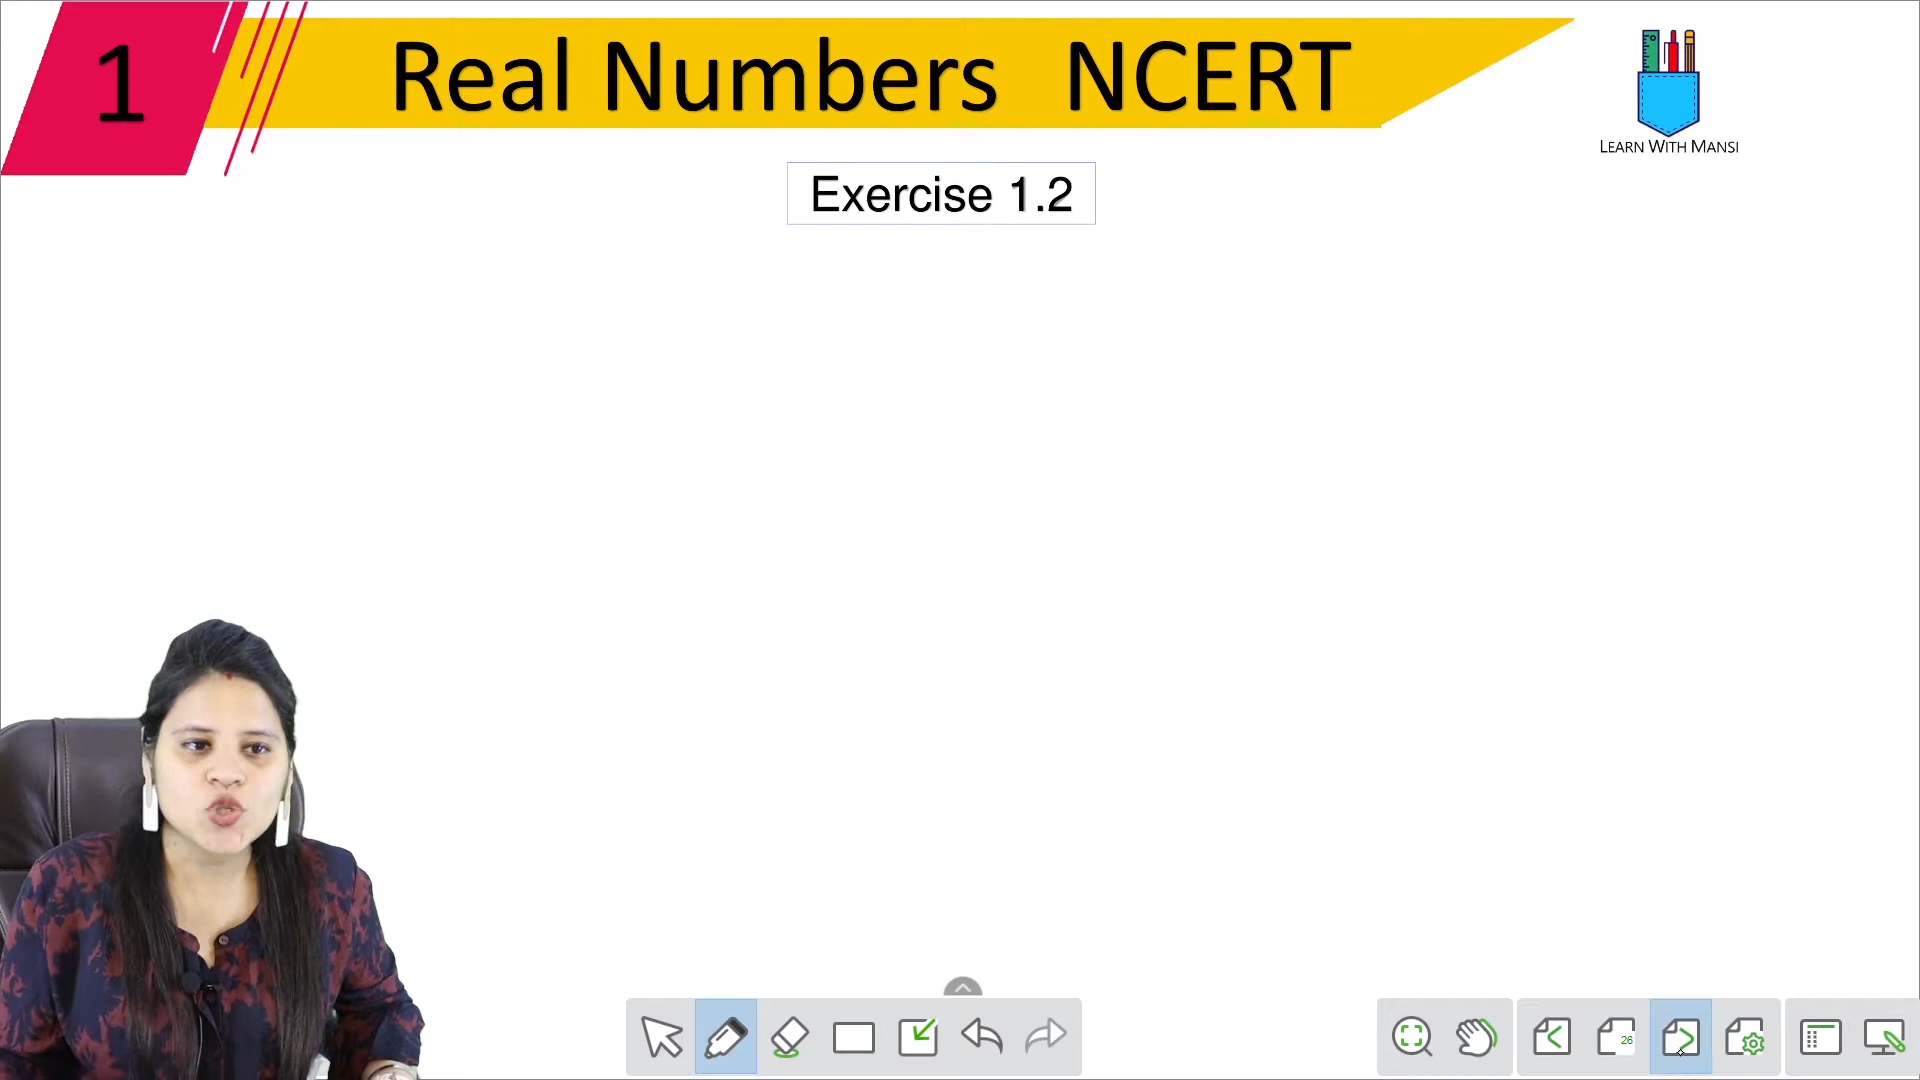 1
Real Numbers NCERT
LEARN WITH MANSI
Exercise 1.2
26